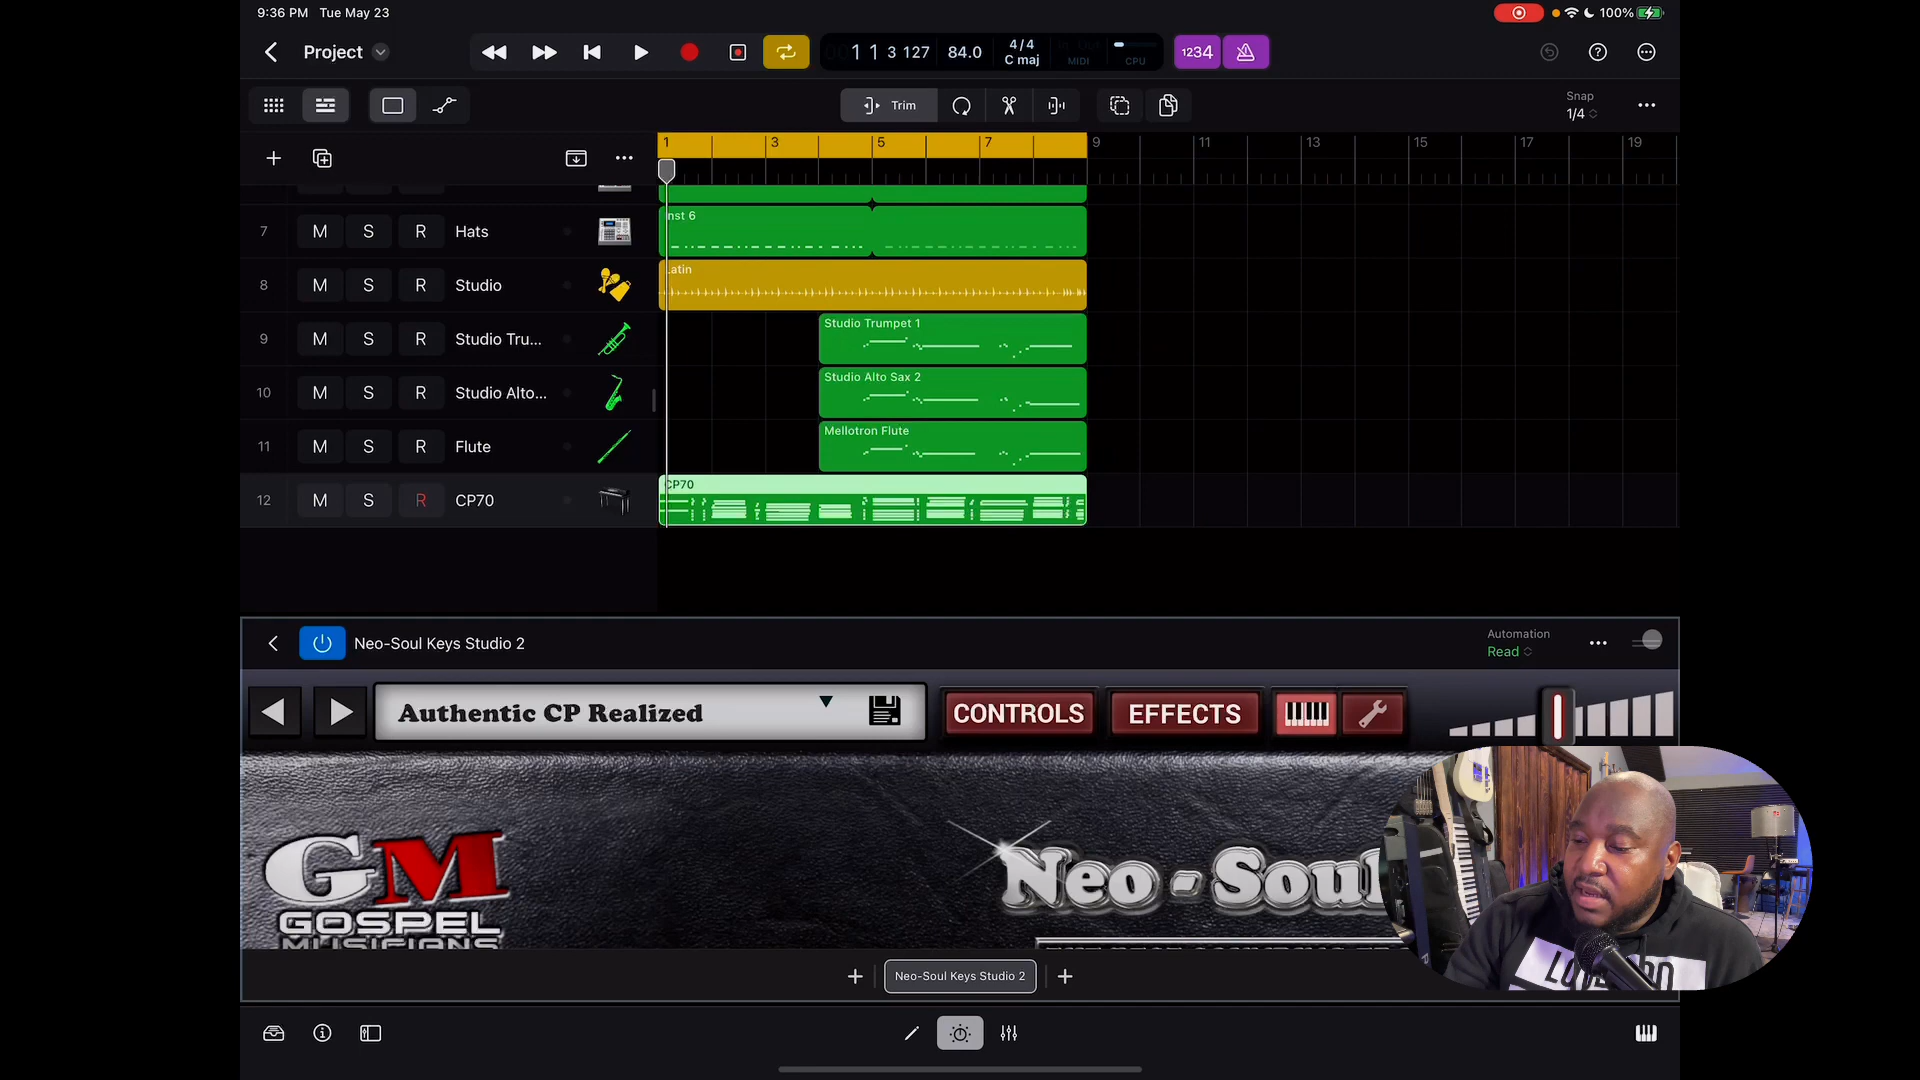 9:36 PM Tue May 23
100%
Project
1 1 3 127
84.0
4/4
C maj
MIDI
CPU
1234
Trim
Snap
1/4
1 3 5 7 9 11 13 15 17 19
7 M S R Hats
nst 6
8 M S R Studio
atin
9 M S R Studio Tru...
Studio Trumpet 1
10 M S R Studio Alto...
Studio Alto Sax 2
11 M S R Flute
Mellotron Flute
12 M S R CP70
CP70
Neo-Soul Keys Studio 2
Automation
Read
Authentic CP Realized
CONTROLS
EFFECTS
GM
GOSPEL
MUSICIANS
Neo-Soul
Neo-Soul Keys Studio 2